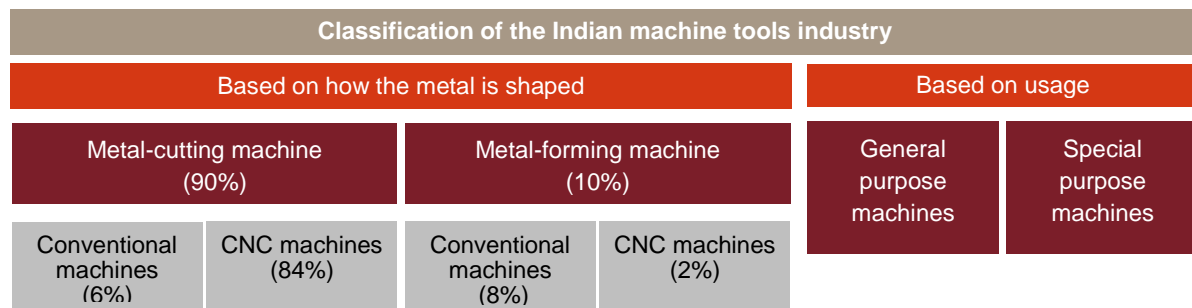 Classification of the Indian machine tools industry
Based on how the metal is shaped
Based on usage
Metal-cutting machine
(90%)
Metal-forming machine
(10%)
General
purpose
machines
Special
purpose
machines
Conventional
machines
(6%)
CNC machines
(84%)
Conventional
machines
(8%)
CNC machines
(2%)